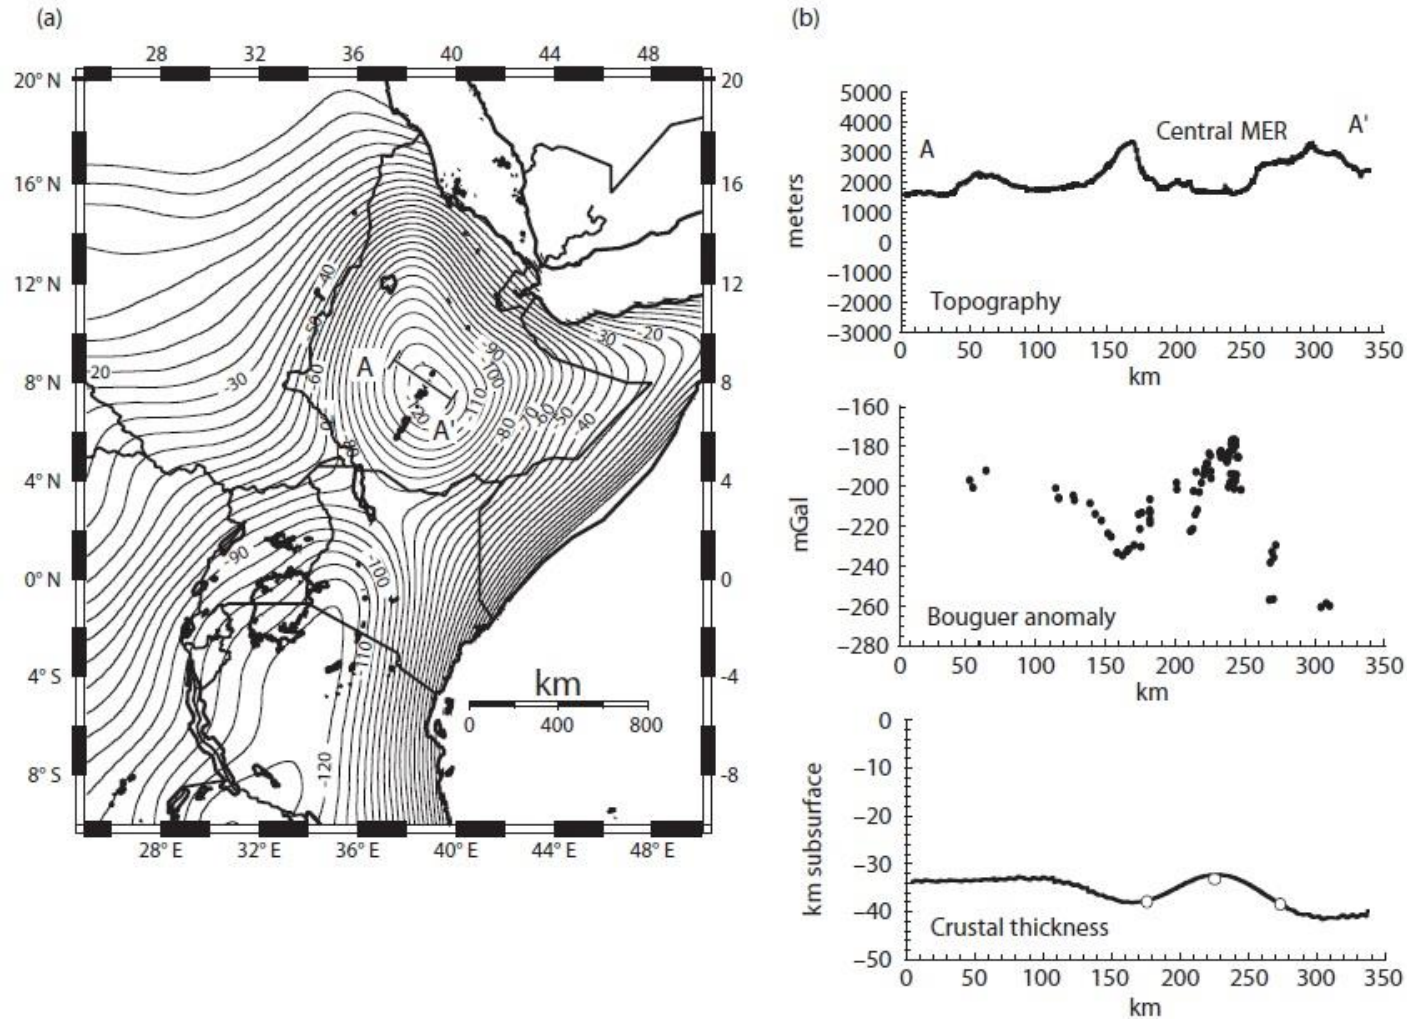 (a)
28 32 36 40 44 48
20° N 20
16° N 16
12° N 12
8° N 8
4° N 4
0° N 0
4° S -4
8° S -8
28° E 32° E 36° E 40° E 44° E 48° E
-40
-20
-30
-60
-30
-20
-90
-100
-110
-80
-70
-60
-50
-40
A
A'
-90
-100
-110
-120
km
0 400 800
(b)
5000
4000
3000
2000
1000
0
−1000
−2000
−3000
meters
A
Central MER
A'
Topography
0 50 100 150 200 250 300 350
km
−160
−180
−200
−220
−240
−260
−280
mGal
Bouguer anomaly
0 50 100 150 200 250 300 350
km
0
−10
−20
−30
−40
−50
km subsurface
Crustal thickness
0 50 100 150 200 250 300 350
km